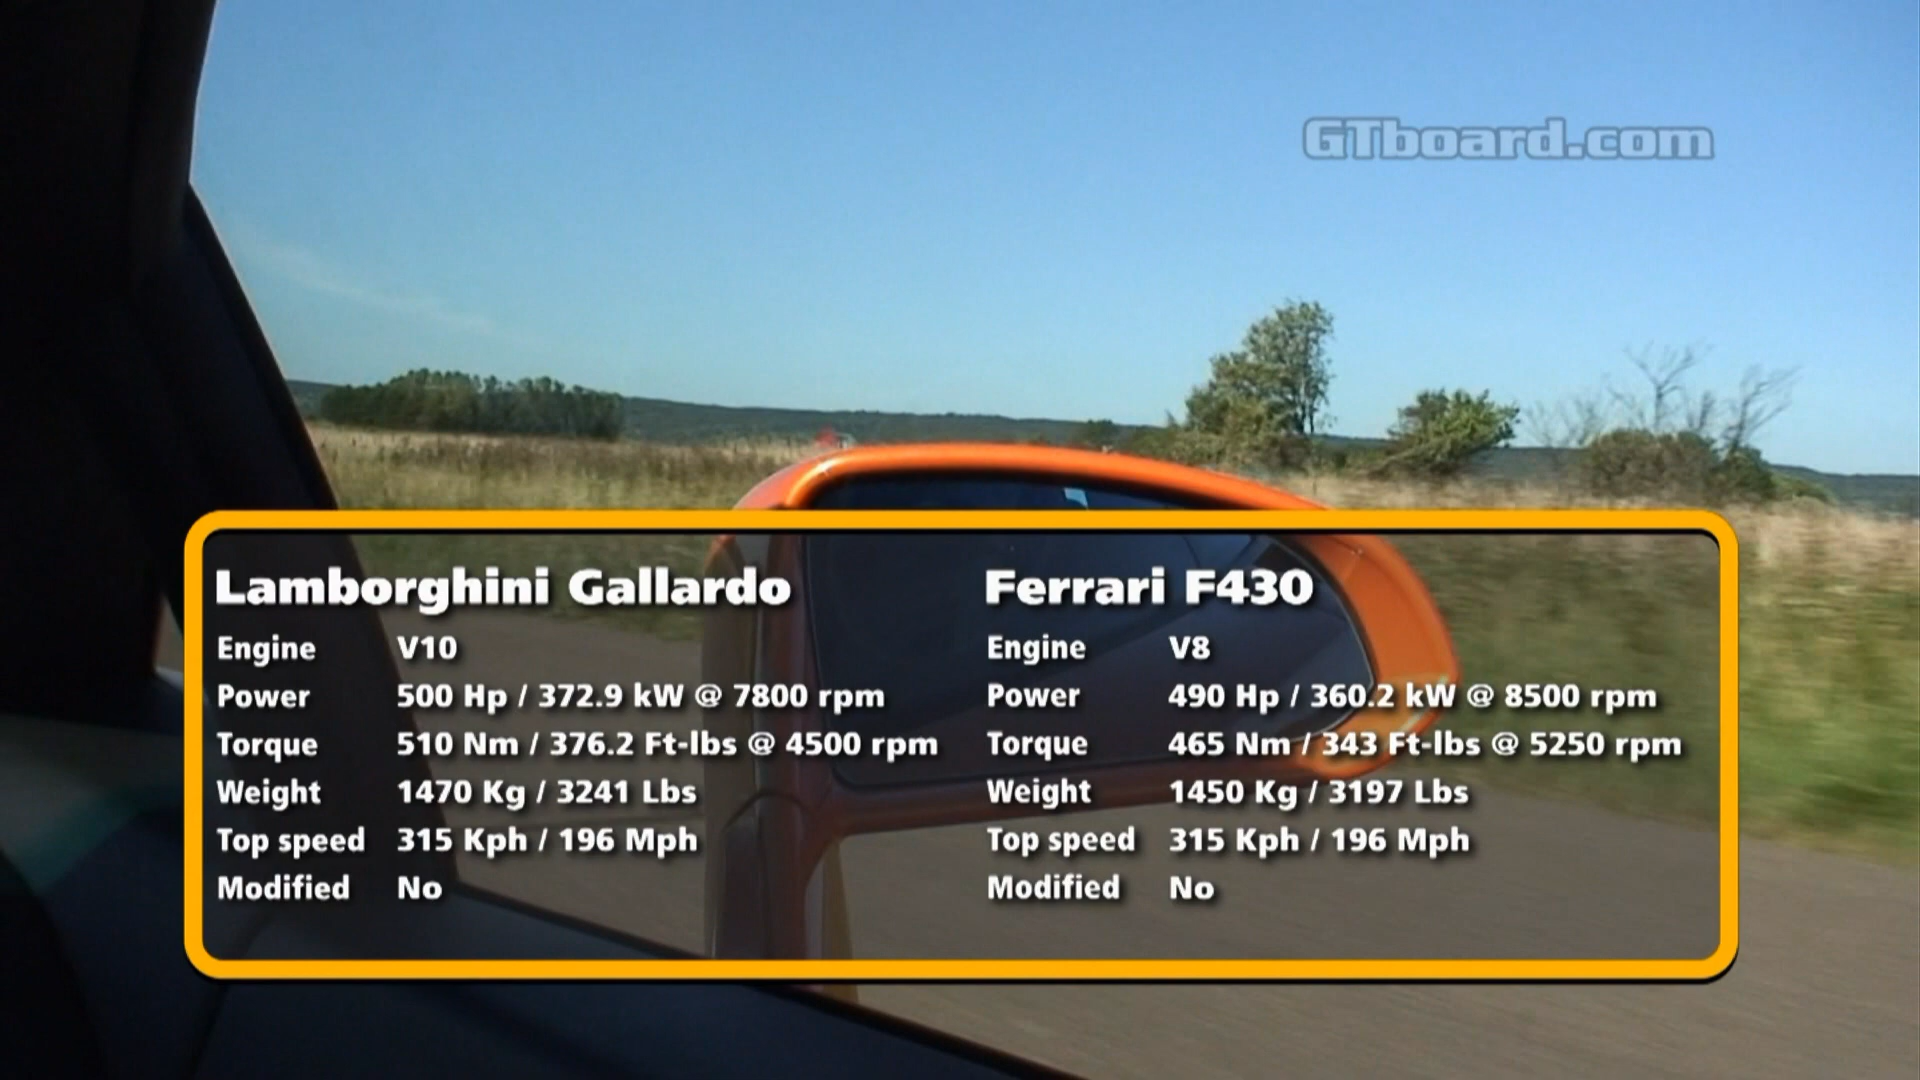 GTboard.com
Lamborghini Gallardo
Engine V10
Power 500 Hp / 372.9 kW @ 7800 rpm
Torque 510 Nm / 376.2 Ft-lbs @ 4500 rpm
Weight 1470 Kg / 3241 Lbs
Top speed 315 Kph / 196 Mph
Modified No
Ferrari F430
Engine V8
Power 490 Hp / 360.2 kW @ 8500 rpm
Torque 465 Nm / 343 Ft-lbs @ 5250 rpm
Weight 1450 Kg / 3197 Lbs
Top speed 315 Kph / 196 Mph
Modified No